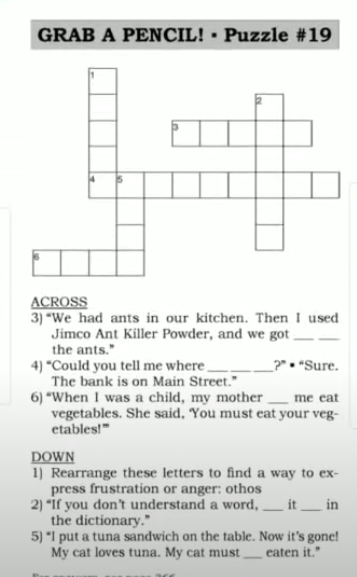 GRAB A PENCIL! • Puzzle #19
1
2
3
4 5
6
ACROSS
3) “We had ants in our kitchen. Then I used
Jimco Ant Killer Powder, and we got ___ ___
the ants.”
4) “Could you tell me where ___ ___ ___?” • “Sure.
The bank is on Main Street.”
6) “When I was a child, my mother ___ me eat
vegetables. She said, ‘You must eat your veg-
etables!’”
DOWN
1) Rearrange these letters to find a way to ex-
press frustration or anger: othos
2) “If you don’t understand a word, ___ it ___ in
the dictionary.”
5) “I put a tuna sandwich on the table. Now it’s gone!
My cat loves tuna. My cat must ___ eaten it.”